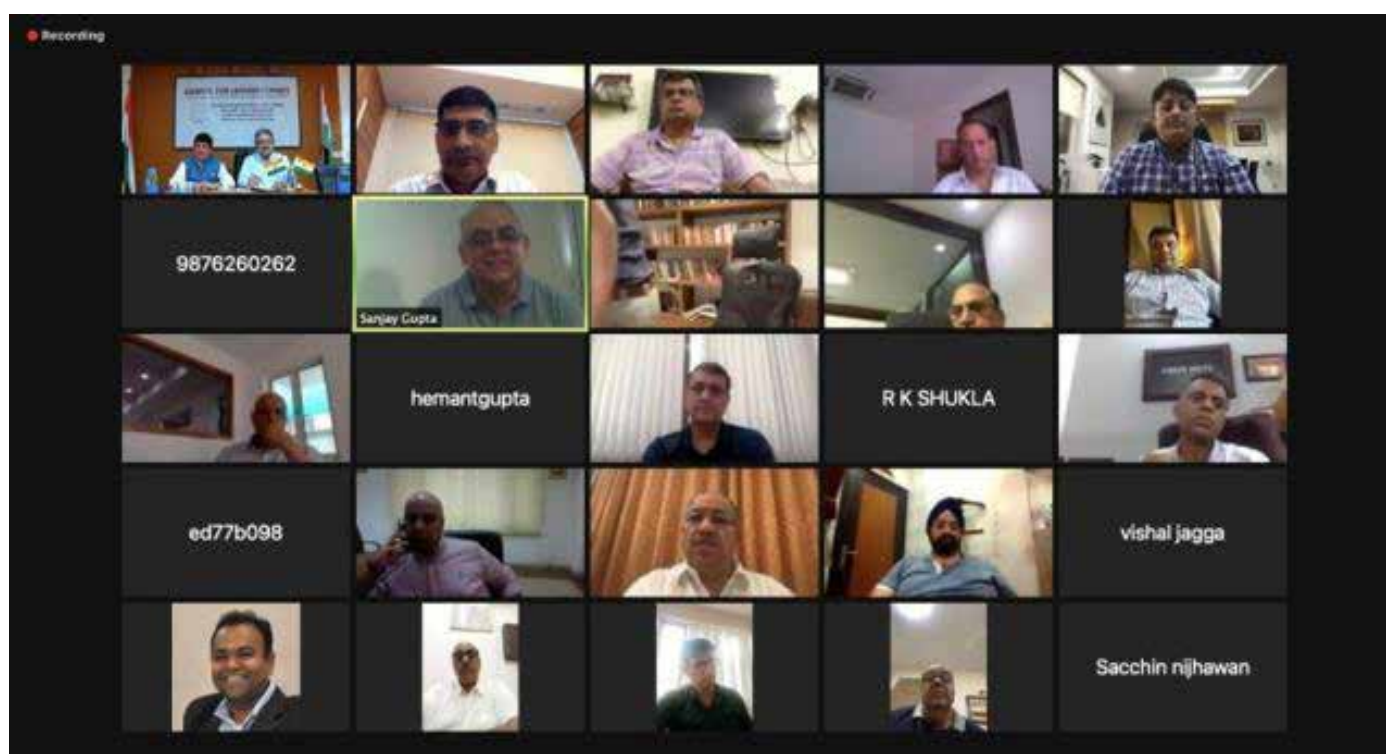 Recording
9876260262
Sanjay Gupta
hemantgupta
R K SHUKLA
ed77b098
vishal jagga
Sacchin nijhawan